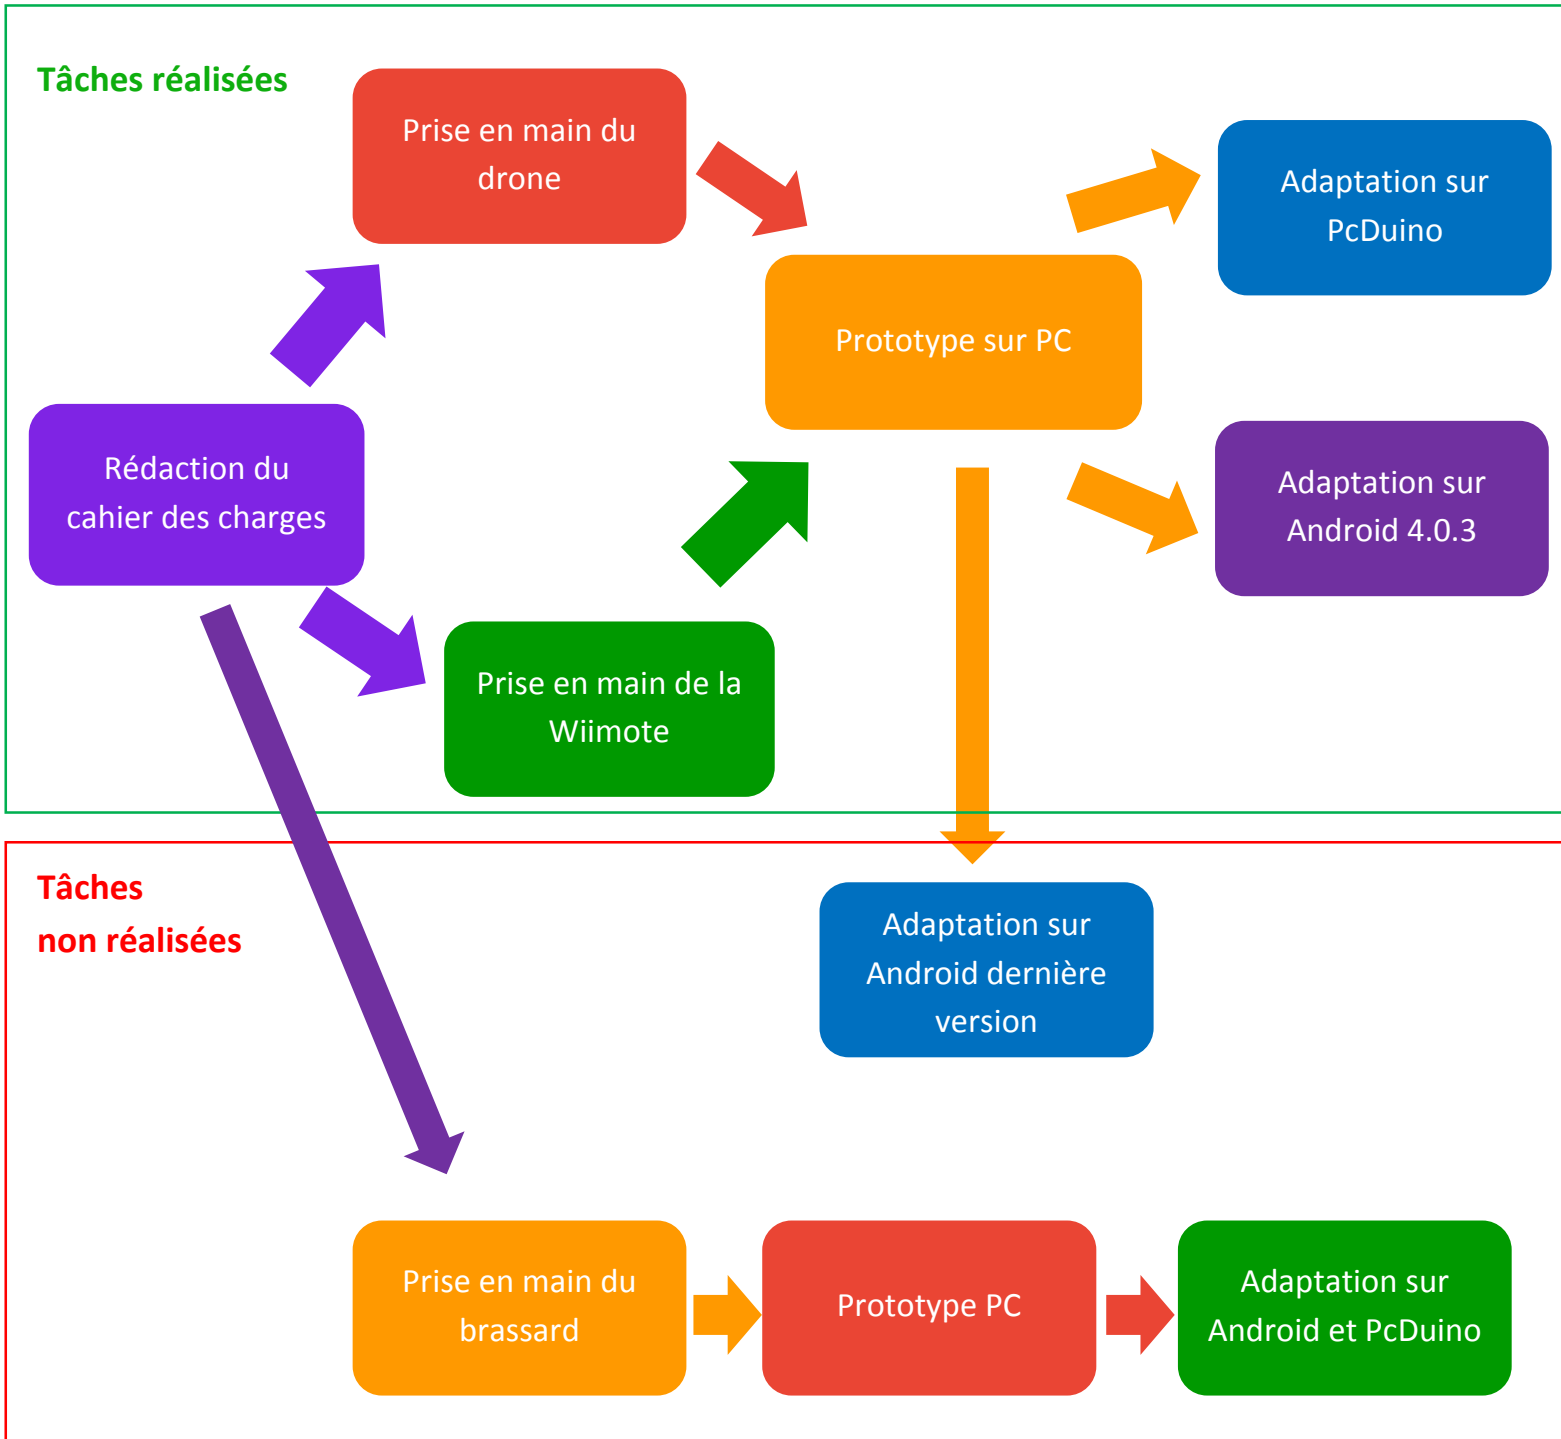 Tâches réalisées
Prise en main du
drone
Adaptation sur
PcDuino
Prototype sur PC
Rédaction du
cahier des charges
Adaptation sur
Android 4.0.3
Prise en main de la
Wiimote
Tâches
non réalisées
Adaptation sur
Android dernière
version
Prise en main du
brassard
Prototype PC
Adaptation sur
Android et PcDuino